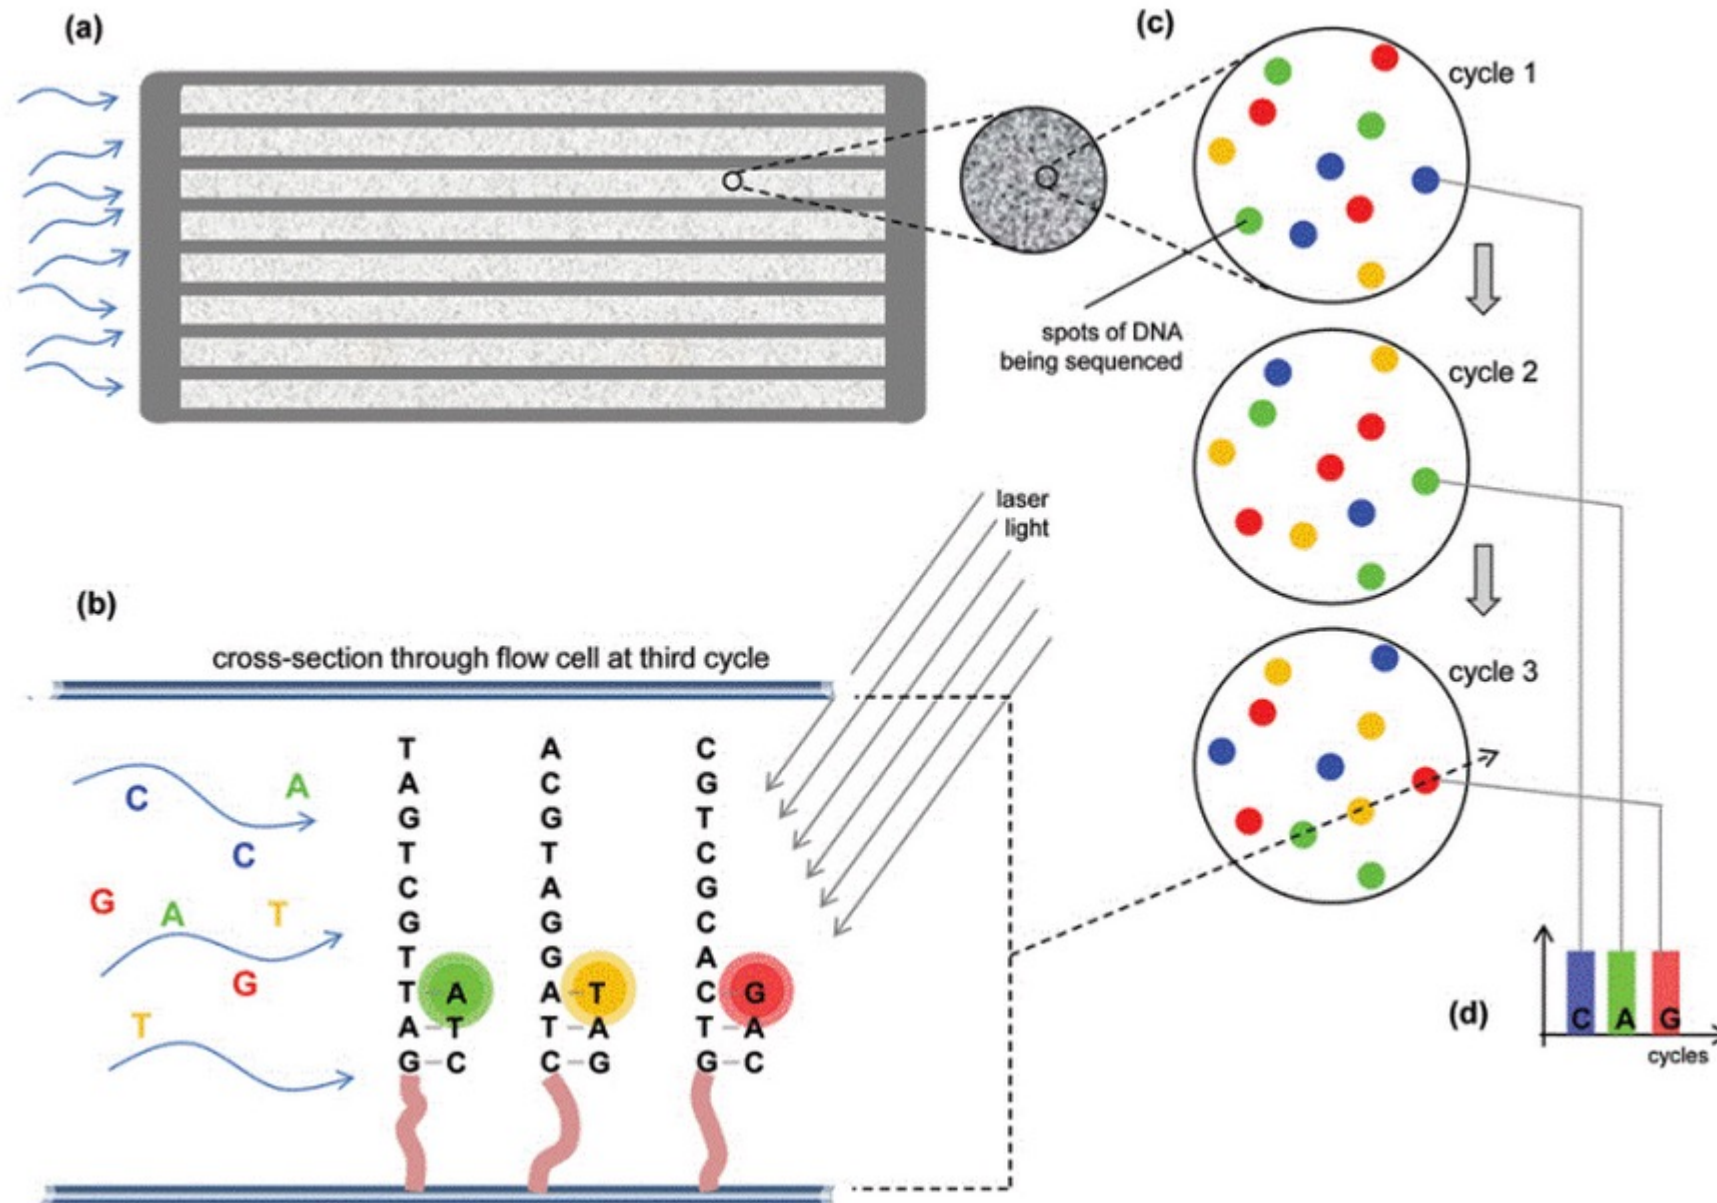 (a)
(c)
cycle 1
spots of DNA
being sequenced
cycle 2
laser
light
(b)
cross-section through flow cell at third cycle
cycle 3
T A C
A C G
G G T
T T C
C A G
G G C
T G A
T A A T C G
A T T A T A
G C C G G C
C A
C
G A T
G
T
(d)
C A G
cycles